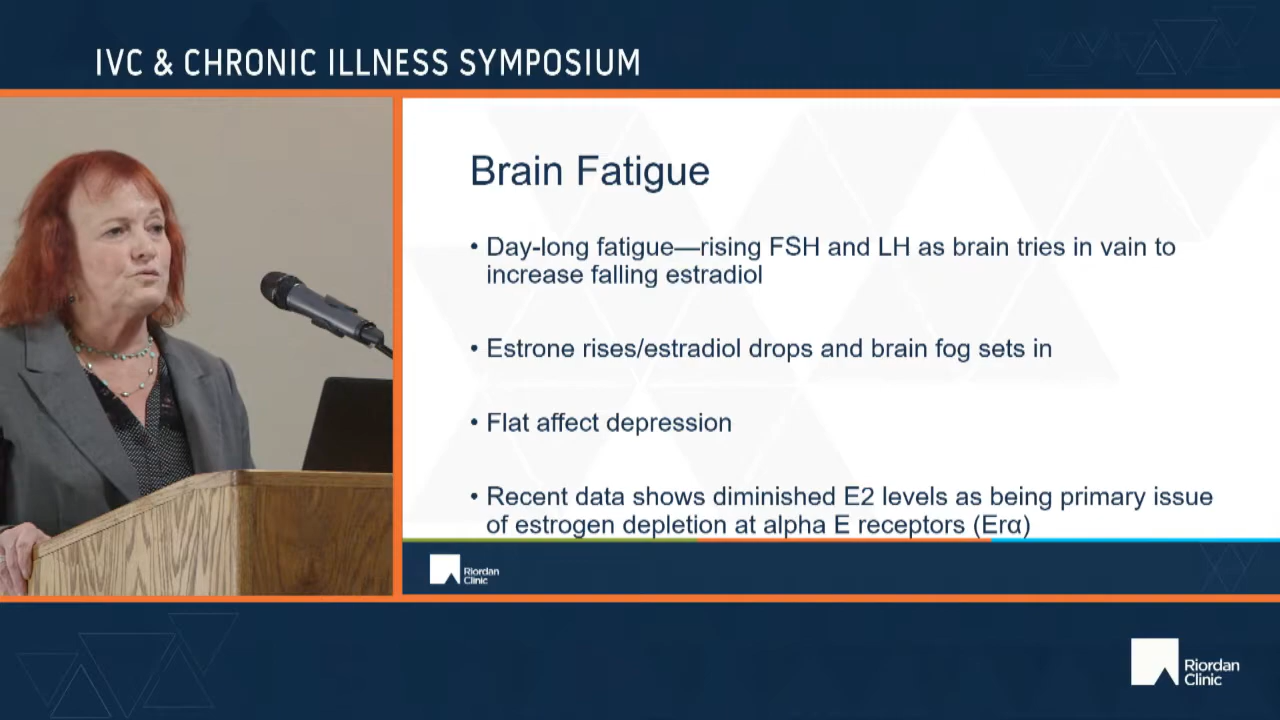 IVC & CHRONIC ILLNESS SYMPOSIUM
Brain Fatigue
• Day-long fatigue—rising FSH and LH as brain tries in vain to
increase falling estradiol
• Estrone rises/estradiol drops and brain fog sets in
• Flat affect depression
• Recent data shows diminished E2 levels as being primary issue
of estrogen depletion at alpha E receptors (Erα)
Riordan
Clinic
Riordan
Clinic